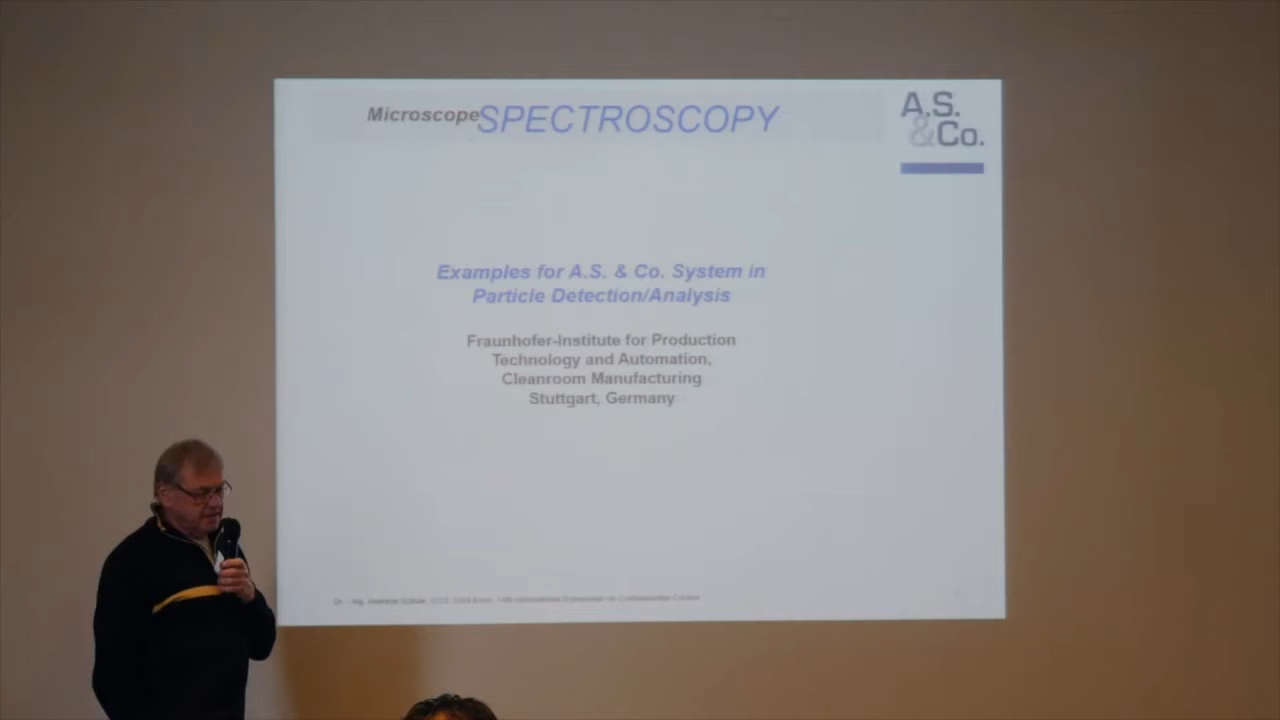 Microscope SPECTROSCOPY
A.S.
& Co.
Examples for A.S. & Co. System in
Particle Detection/Analysis
Fraunhofer-Institute for Production
Technology and Automation,
Cleanroom Manufacturing
Stuttgart, Germany